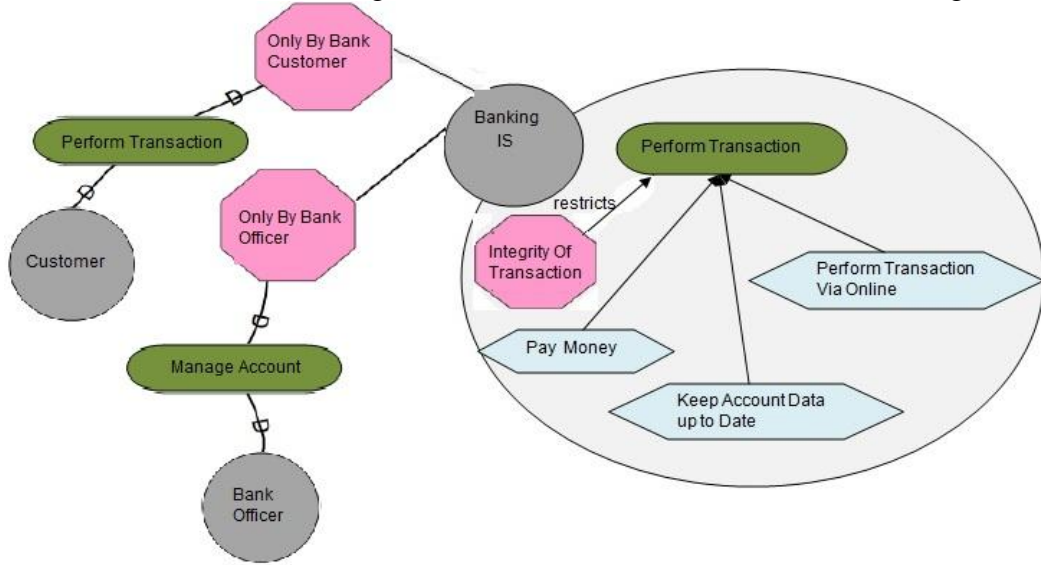 Only By Bank
Customer
D
Perform Transaction
D
Customer
Only By Bank
Officer
D
Manage Account
D
Bank
Officer
Banking
IS
Perform Transaction
restricts
Integrity Of
Transaction
Perform Transaction
Via Online
Pay Money
Keep Account Data
up to Date